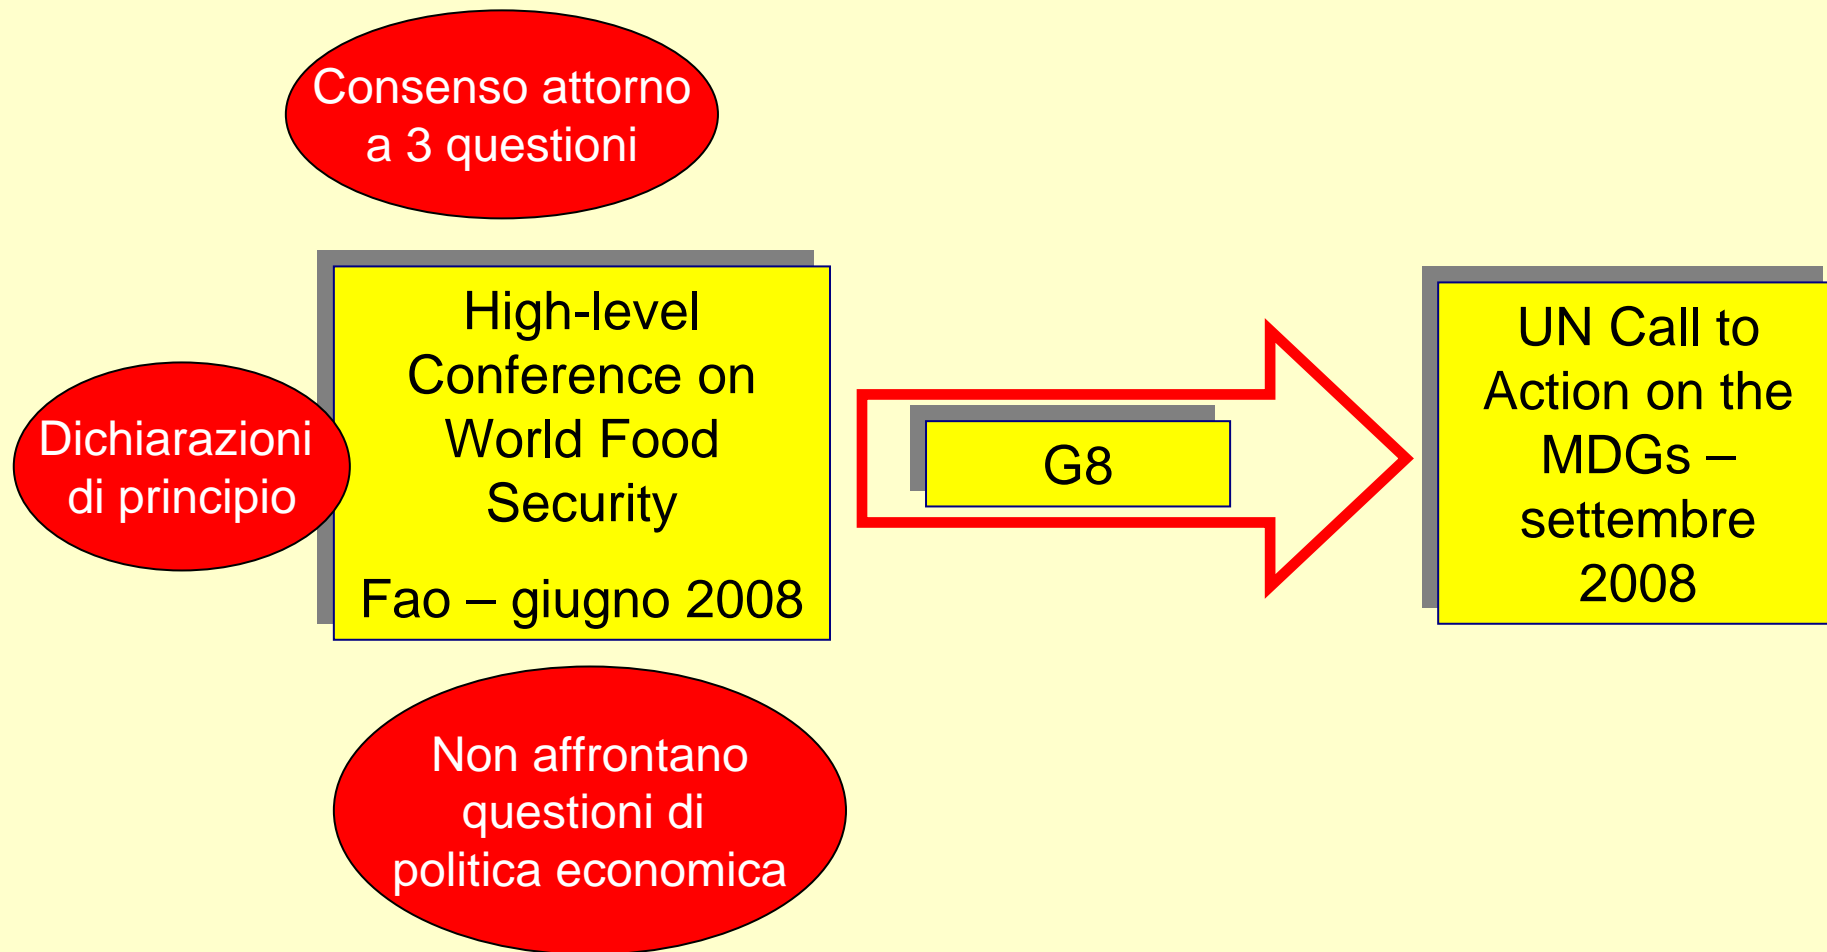 Consenso attorno
a 3 questioni
High-level
Conference on
World Food
Security
Fao – giugno 2008
Dichiarazioni
di principio
Non affrontano
questioni di
politica economica
G8
UN Call to
Action on the
MDGs –
settembre
2008